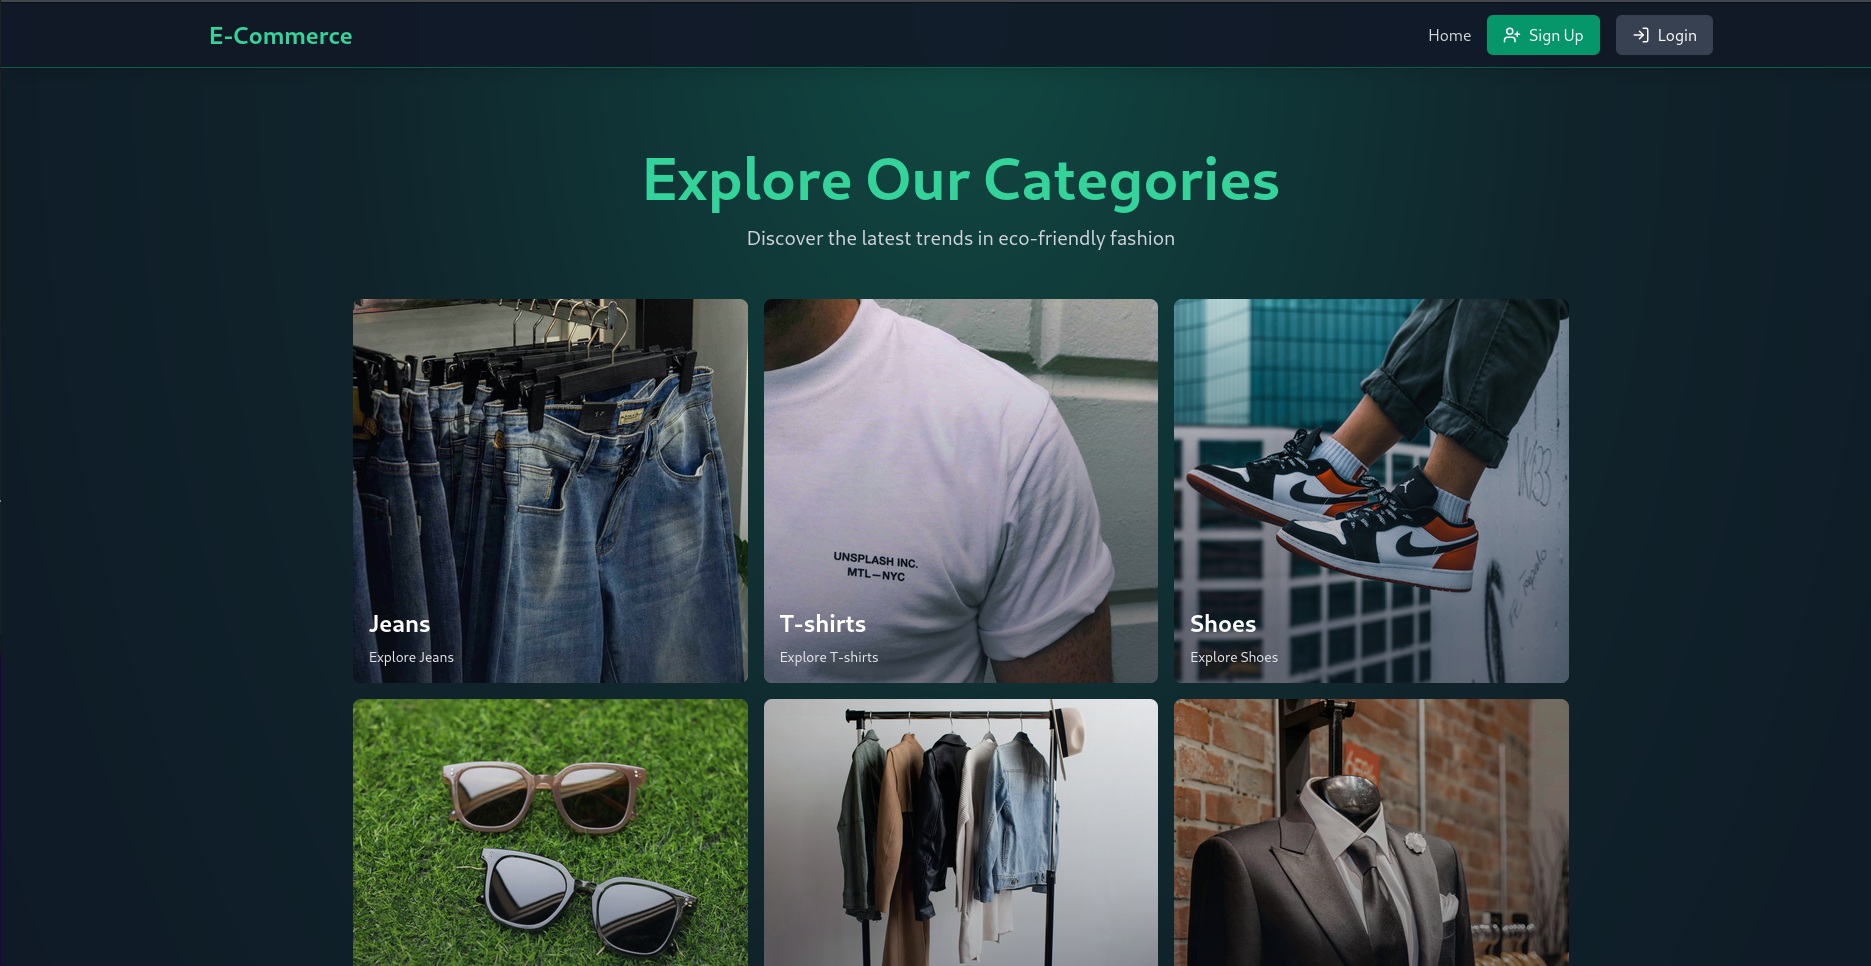 E-Commerce
Home
Sign Up
Login
Explore Our Categories
Discover the latest trends in eco-friendly fashion
UNSPLASH INC.
MTL—NYC
Jeans
Explore Jeans
T-shirts
Explore T-shirts
Shoes
Explore Shoes